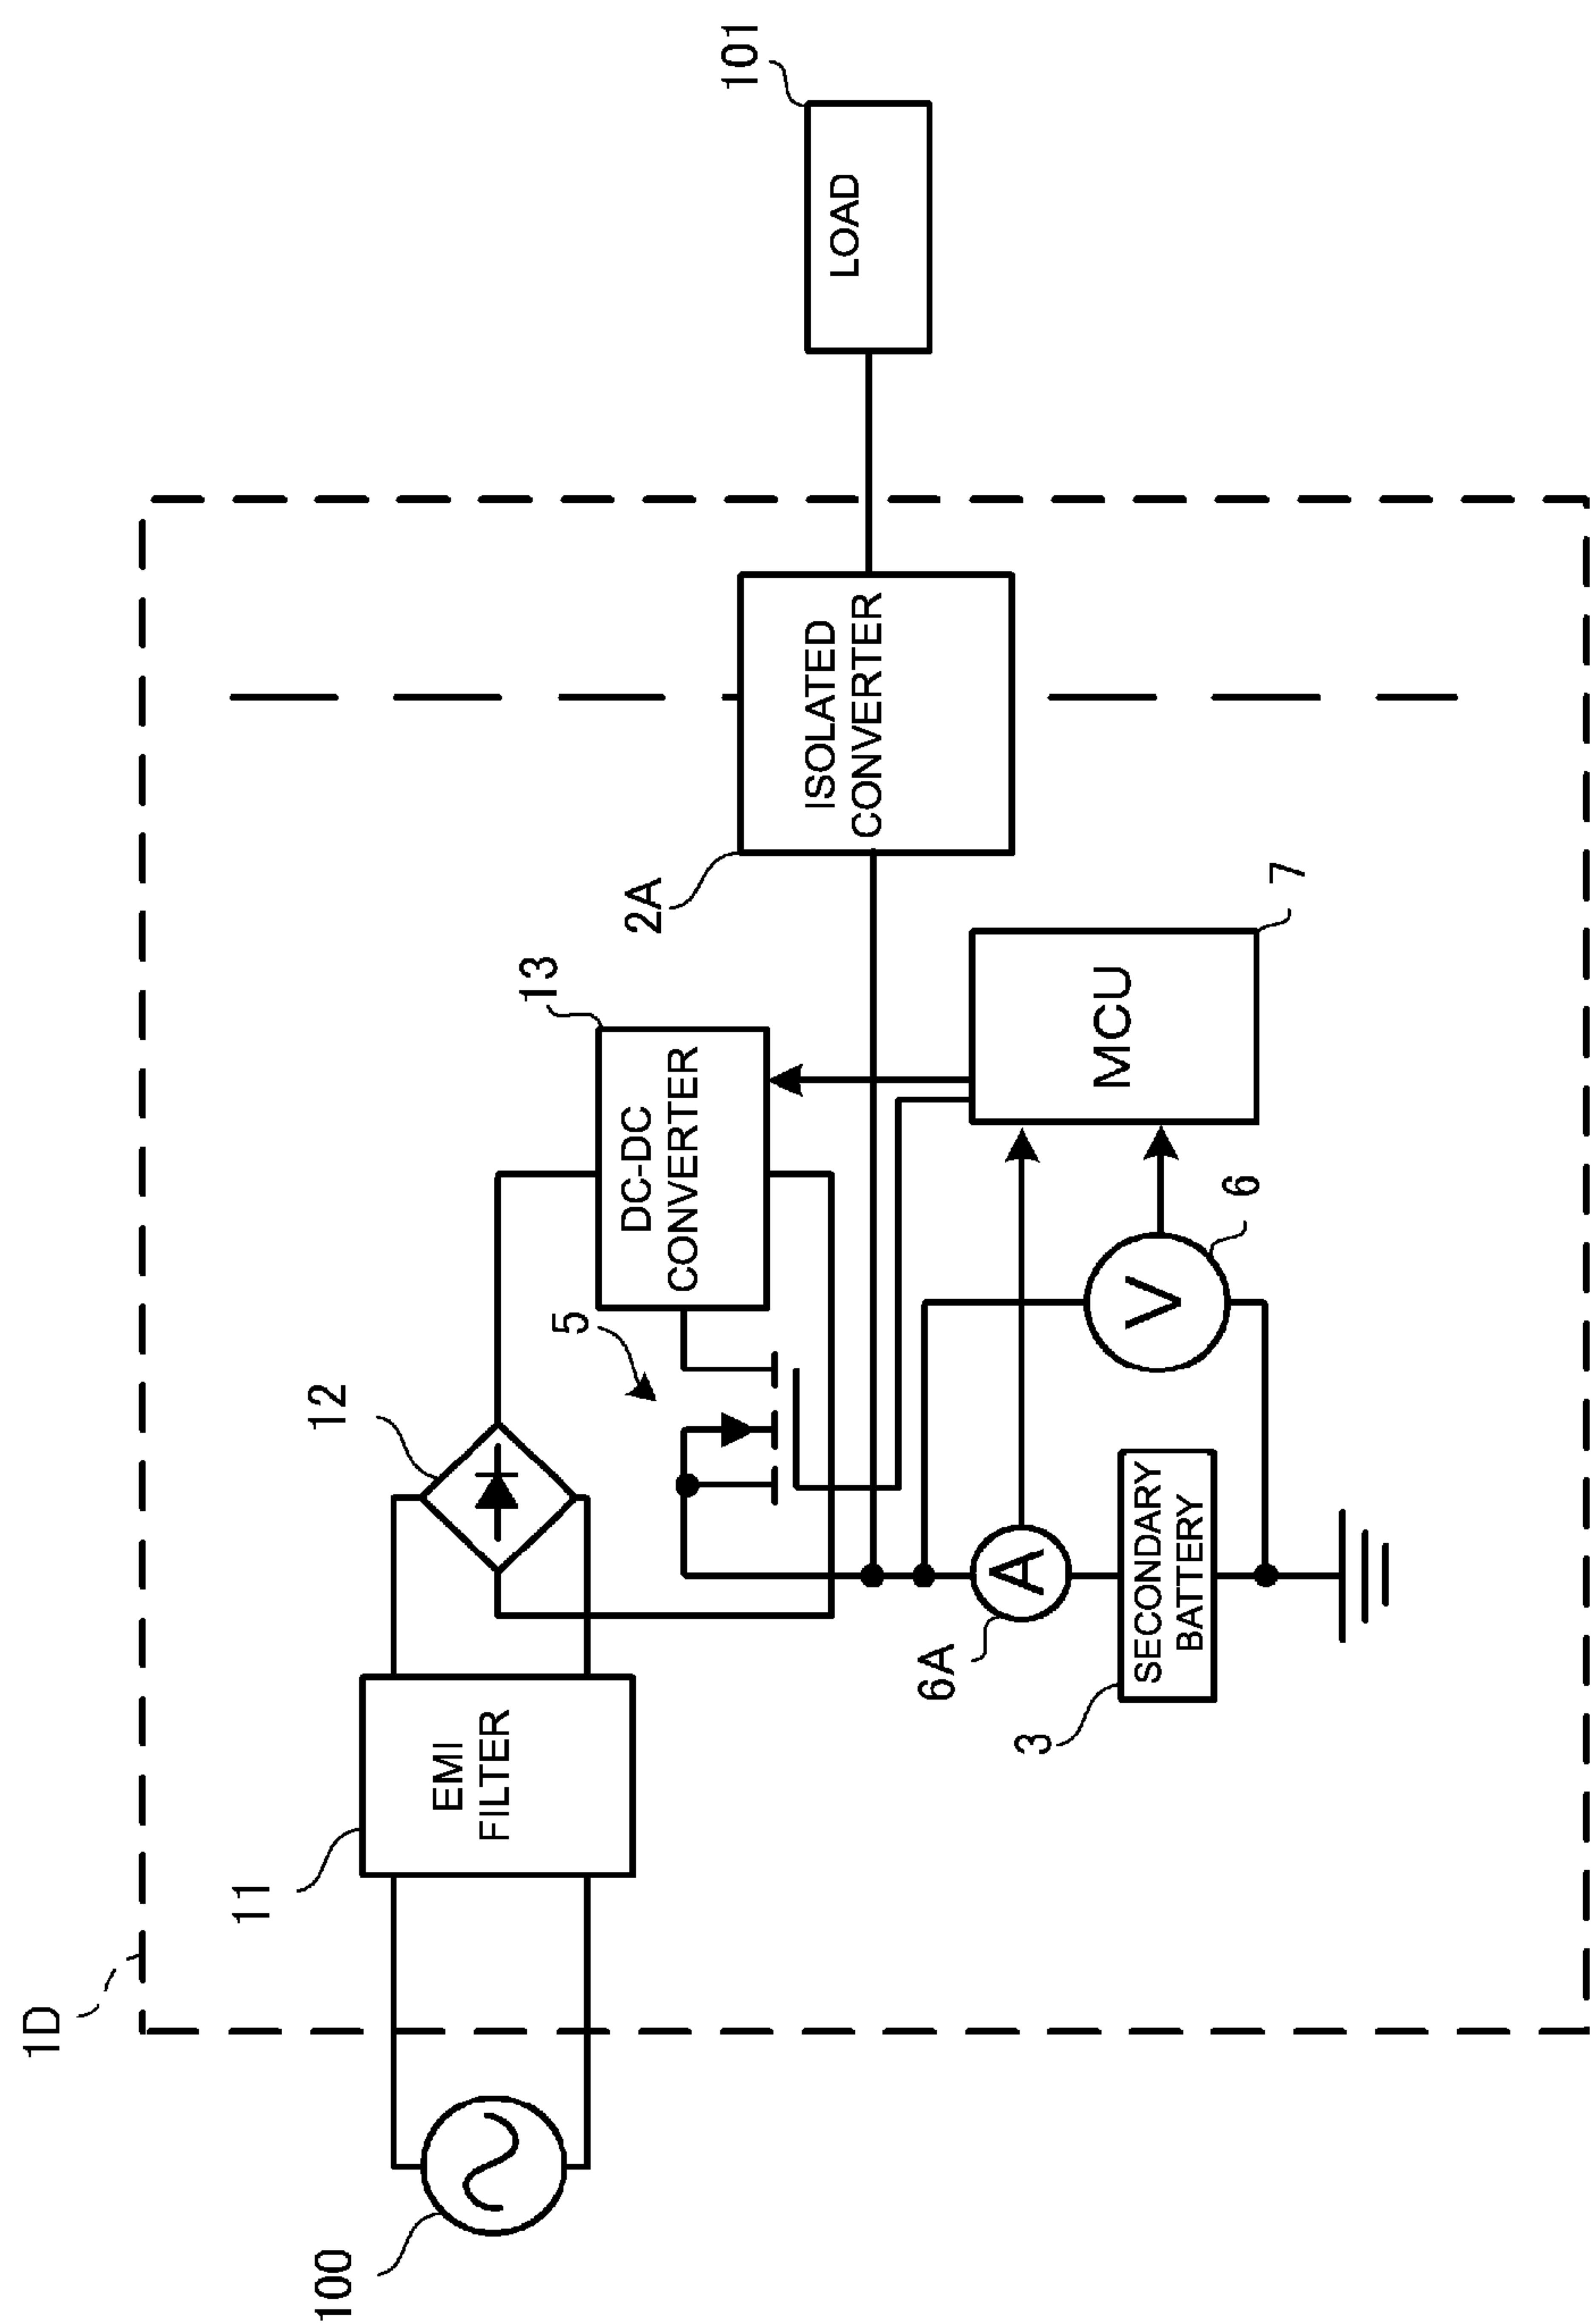 1D
100
11
EMI
FILTER
12
5
13
DC-DC
CONVERTER
2A
ISOLATED
CONVERTER
101
LOAD
6A
A
3
SECONDARY
BATTERY
V
6
MCU
7